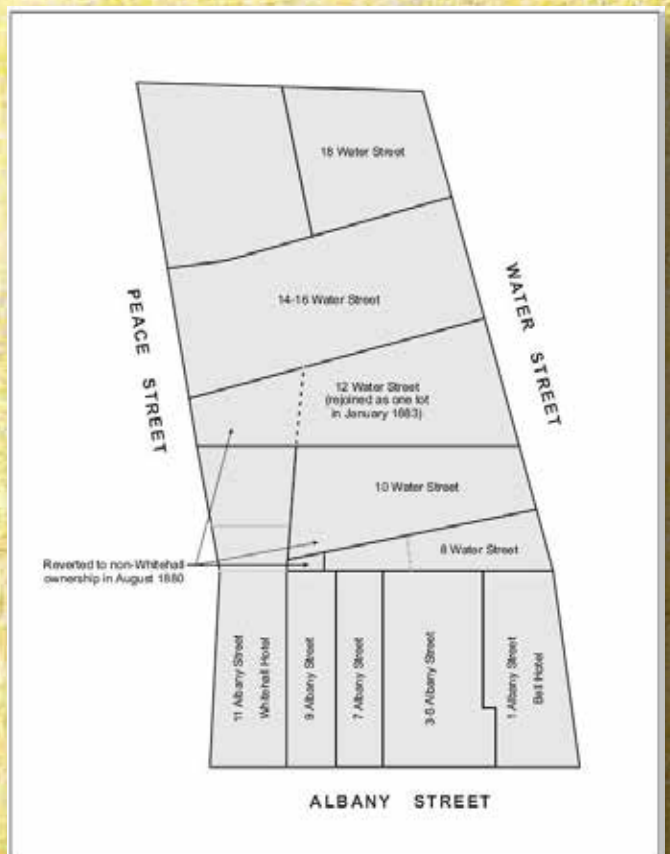 18 Water Street
14-16 Water Street
PEACE STREET
WATER STREET
12 Water Street
(rejoined as one lot
in January 1883)
10 Water Street
8 Water Street
Reverted to non-Whitehall
ownership in August 1880
11 Albany Street
Whitehall Hotel
9 Albany Street
7 Albany Street
3-5 Albany Street
1 Albany Street
Bell Hotel
ALBANY STREET